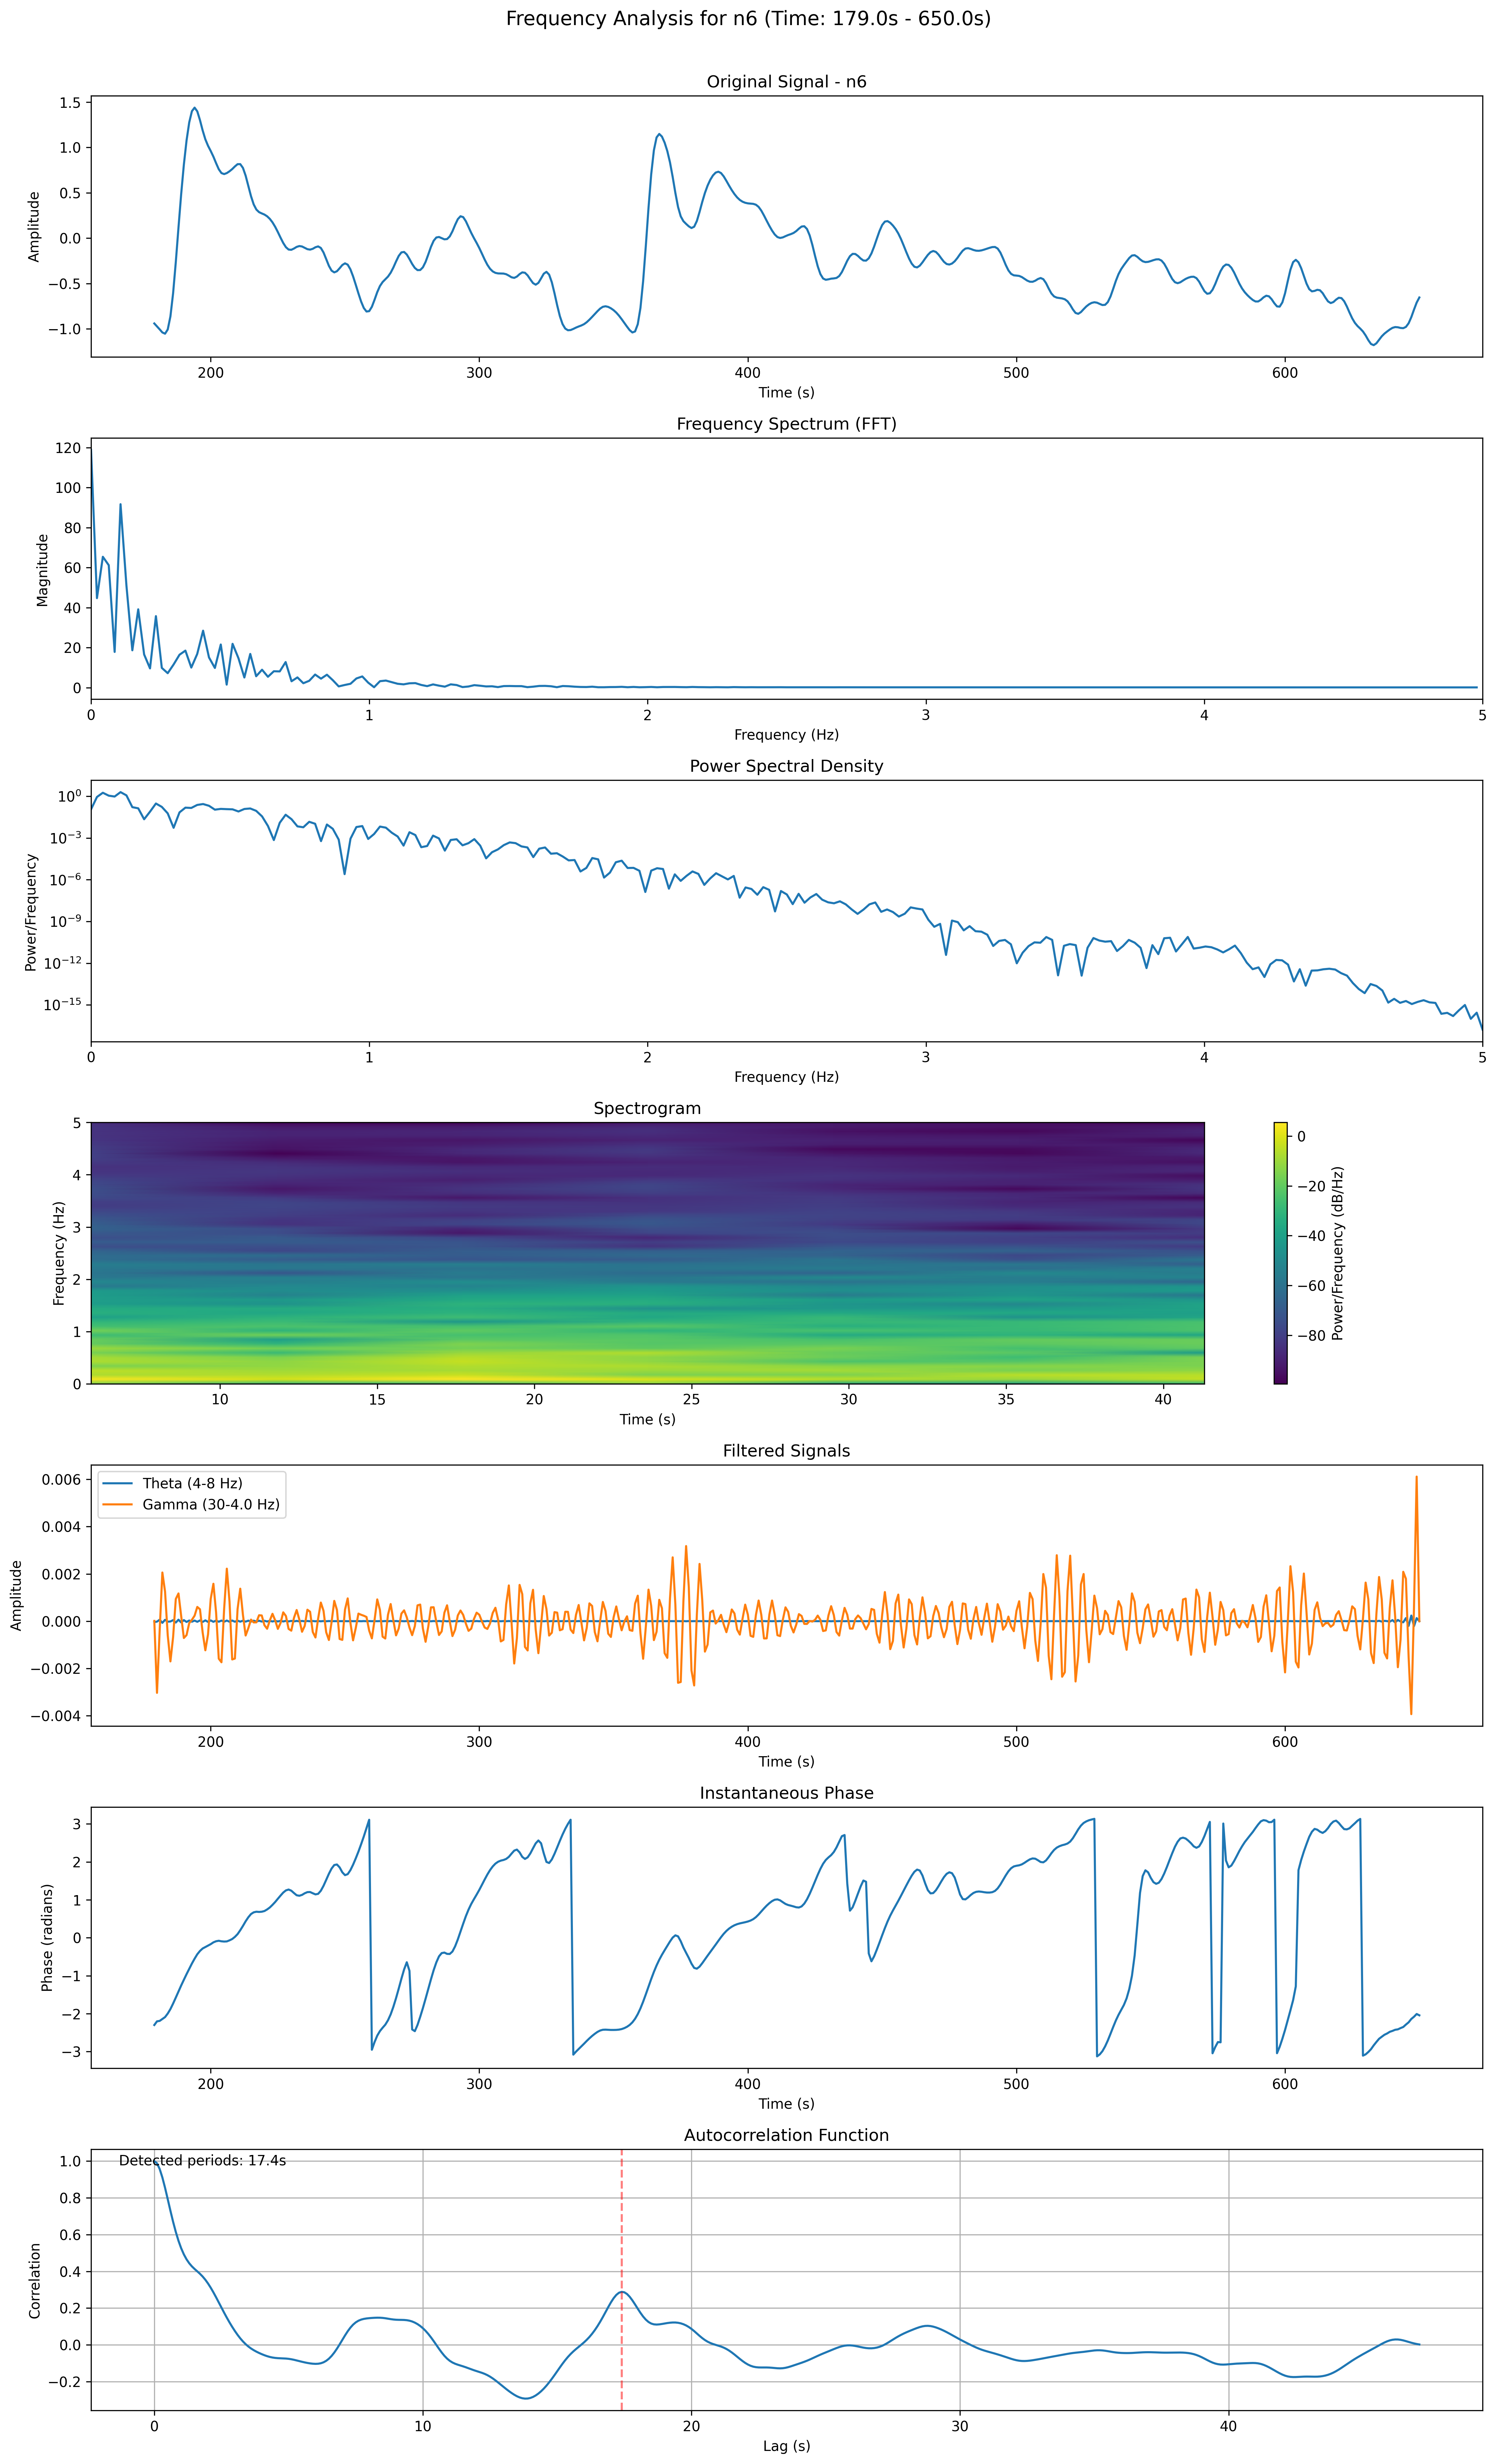 Frequency Analysis for n6 (Time: 179.0s - 650.0s)
Original Signal - n6
1.5
1.0
0.5
0.0
−0.5
−1.0
Amplitude
200 300 400 500 600
Time (s)
Frequency Spectrum (FFT)
120
100
80
60
40
20
0
Magnitude
0 1 2 3 4 5
Frequency (Hz)
Power Spectral Density
10⁰
10⁻³
10⁻⁶
10⁻⁹
10⁻¹²
10⁻¹⁵
Power/Frequency
0 1 2 3 4 5
Frequency (Hz)
Spectrogram
5
4
3
2
1
0
Frequency (Hz)
10 15 20 25 30 35 40
Time (s)
0
−20
−40
−60
−80
Power/Frequency (dB/Hz)
Filtered Signals
Theta (4-8 Hz)
Gamma (30-4.0 Hz)
0.006
0.004
0.002
0.000
−0.002
−0.004
Amplitude
200 300 400 500 600
Time (s)
Instantaneous Phase
3
2
1
0
−1
−2
−3
Phase (radians)
200 300 400 500 600
Time (s)
Autocorrelation Function
Detected periods: 17.4s
1.0
0.8
0.6
0.4
0.2
0.0
−0.2
Correlation
0 10 20 30 40
Lag (s)